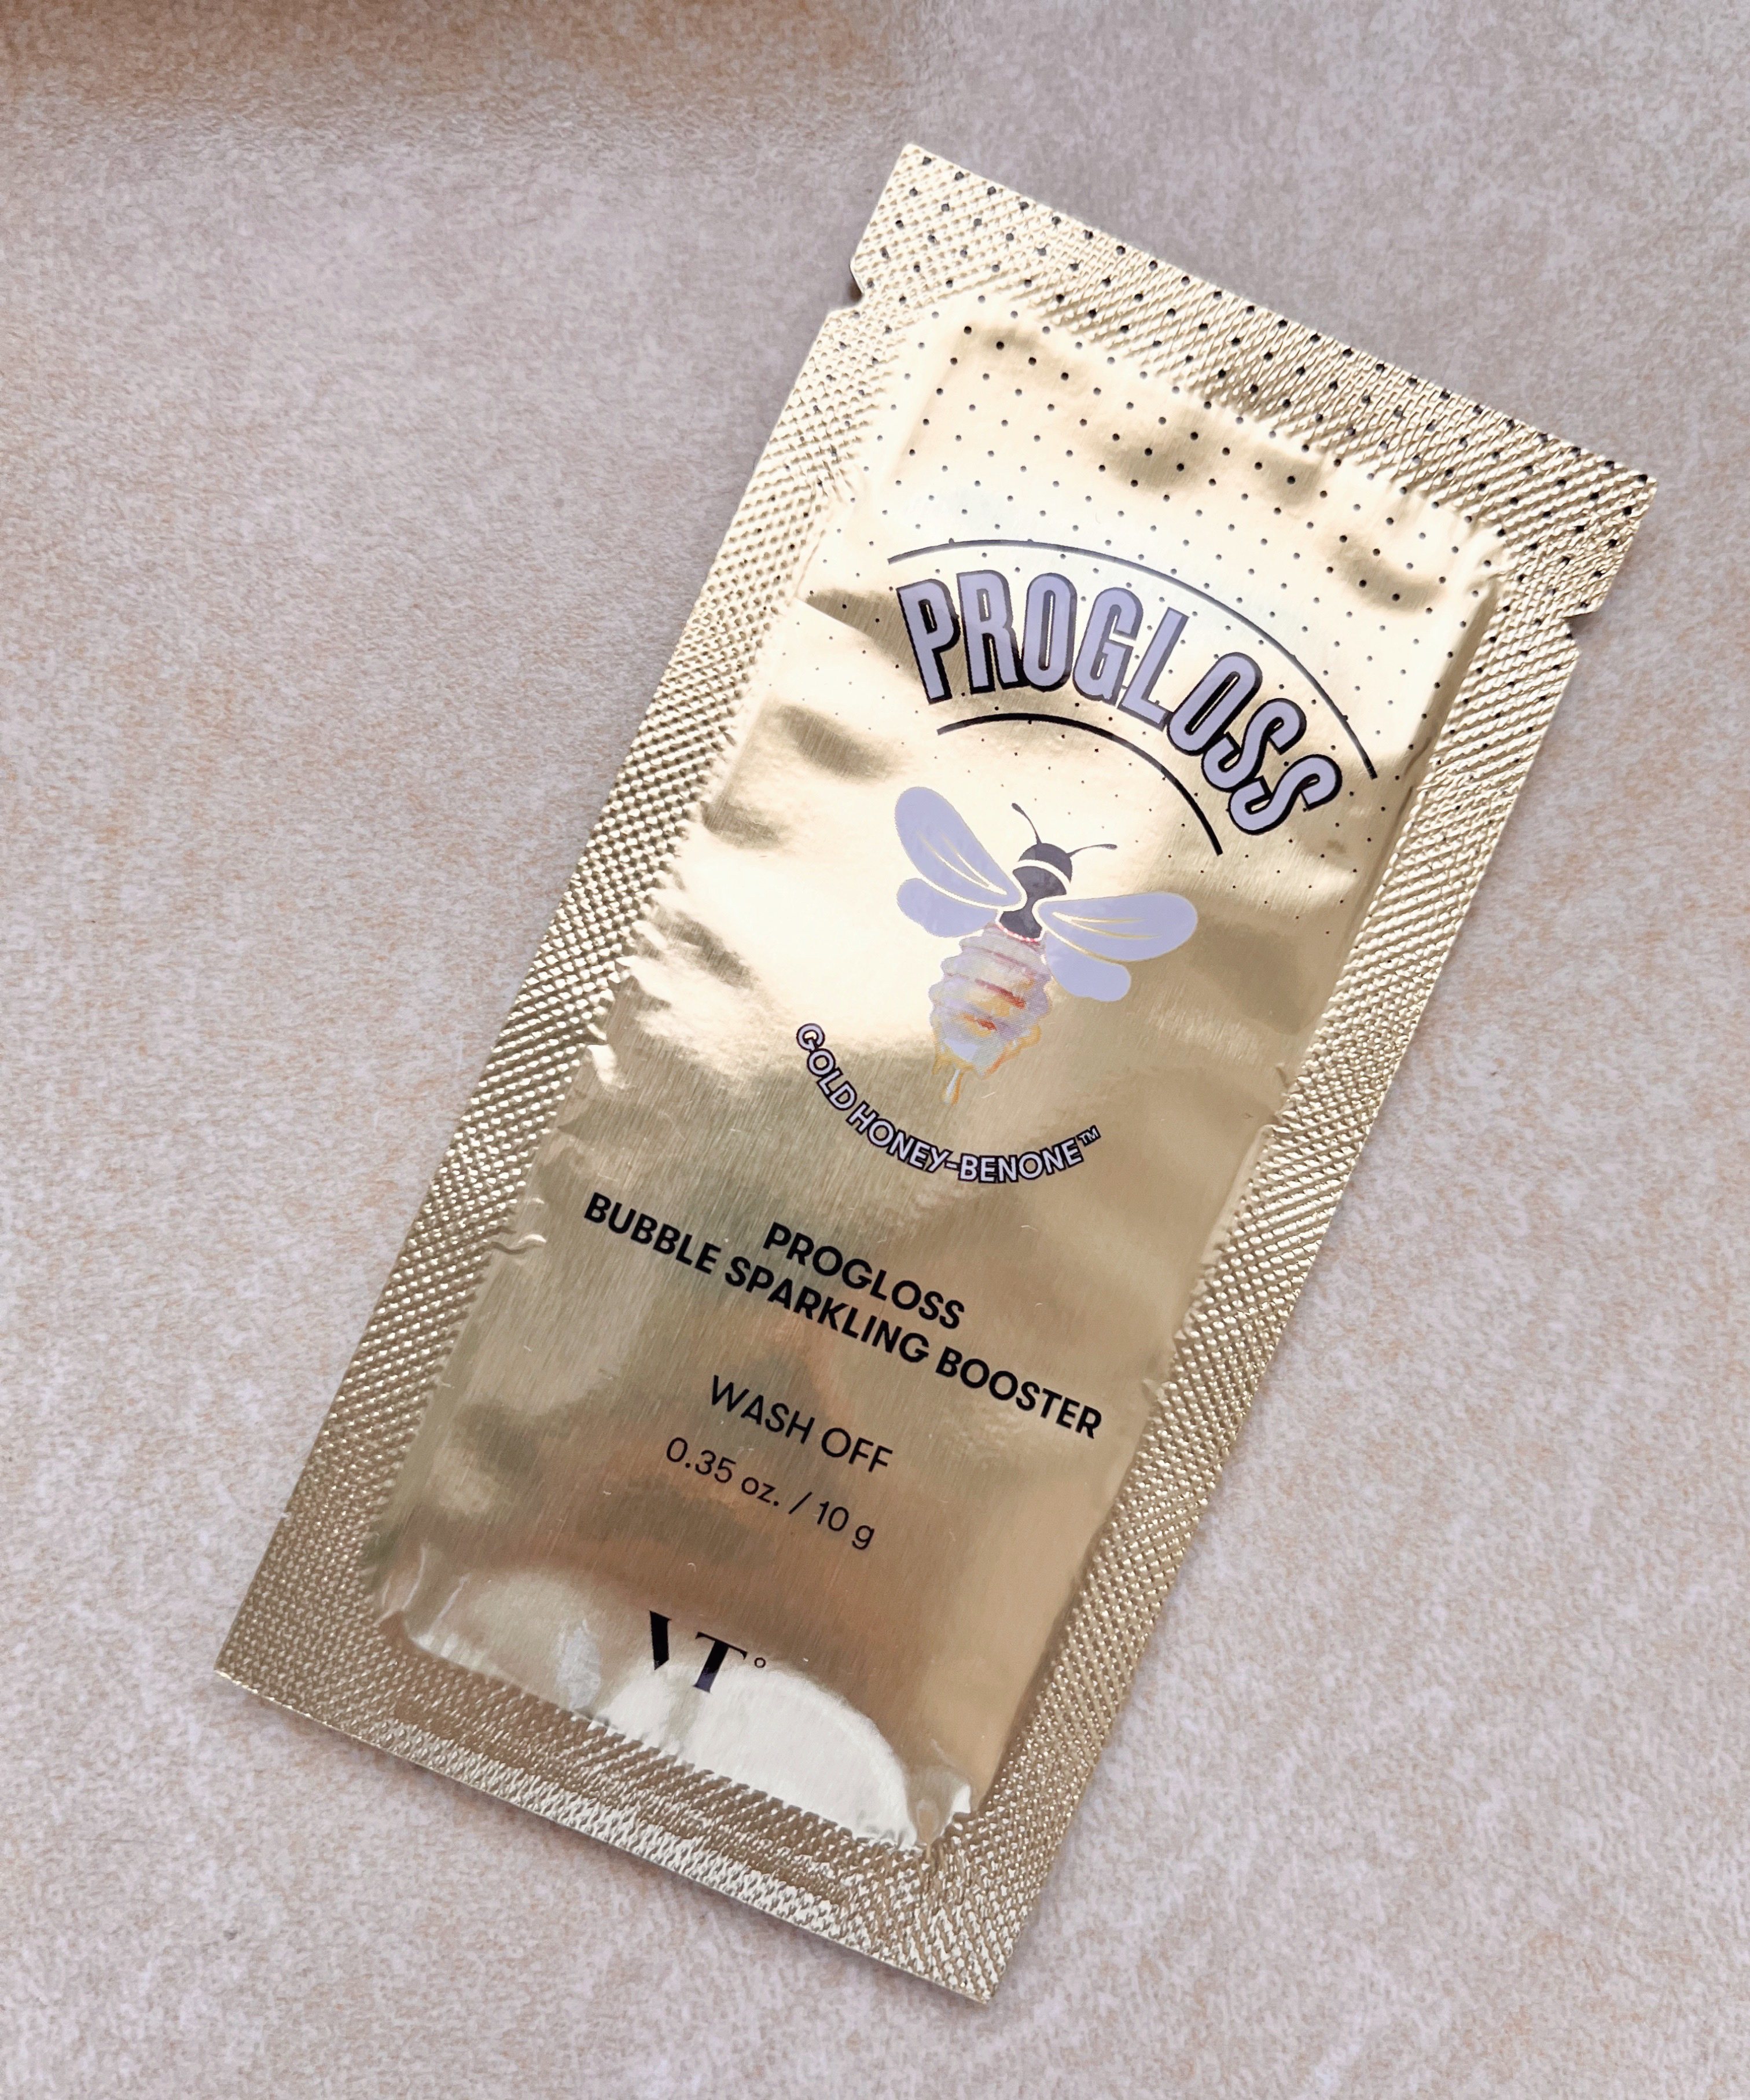 PROGLOSS
GOLD HONEY-BENONE™
PROGLOSS
BUBBLE SPARKLING BOOSTER
WASH OFF
0.35 oz. / 10 g
VT°